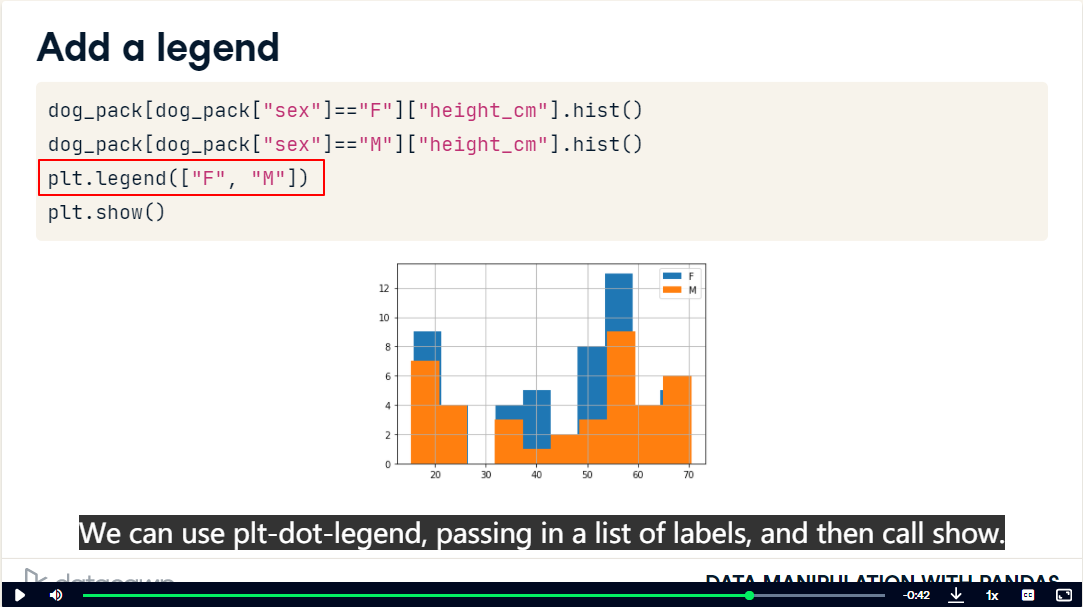 Add a legend
dog_pack[dog_pack["sex"]=="F"]["height_cm"].hist()
dog_pack[dog_pack["sex"]=="M"]["height_cm"].hist()
plt.legend(["F", "M"])
plt.show()
F
M
12
10
8
6
4
2
0
20 30 40 50 60 70
We can use plt-dot-legend, passing in a list of labels, and then call show.
datacamp
DATA MANIPULATION WITH PANDAS
-0:42
1x
CC